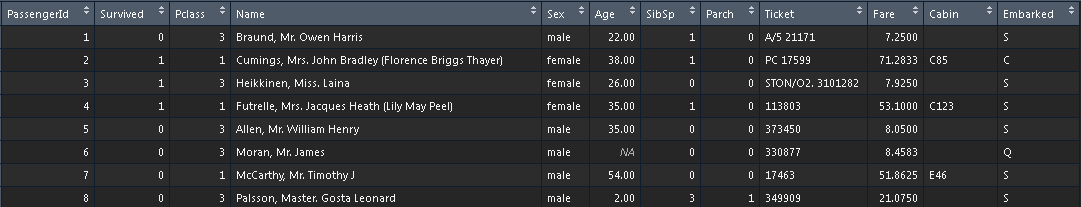 PassengerId Survived Pclass Name Sex Age SibSp Parch Ticket Fare Cabin Embarked
1 0 3 Braund, Mr. Owen Harris male 22.00 1 0 A/5 21171 7.2500 S
2 1 1 Cumings, Mrs. John Bradley (Florence Briggs Thayer) female 38.00 1 0 PC 17599 71.2833 C85 C
3 1 3 Heikkinen, Miss. Laina female 26.00 0 0 STON/O2. 3101282 7.9250 S
4 1 1 Futrelle, Mrs. Jacques Heath (Lily May Peel) female 35.00 1 0 113803 53.1000 C123 S
5 0 3 Allen, Mr. William Henry male 35.00 0 0 373450 8.0500 S
6 0 3 Moran, Mr. James male NA 0 0 330877 8.4583 Q
7 0 1 McCarthy, Mr. Timothy J male 54.00 0 0 17463 51.8625 E46 S
8 0 3 Palsson, Master. Gosta Leonard male 2.00 3 1 349909 21.0750 S